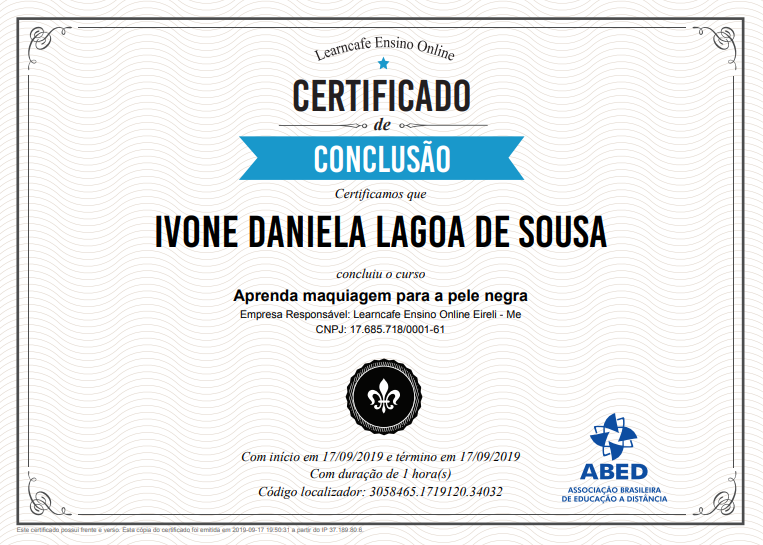 Learncafe Ensino Online
CERTIFICADO
de
CONCLUSÃO
Certificamos que
IVONE DANIELA LAGOA DE SOUSA
concluiu o curso
Aprenda maquiagem para a pele negra
Empresa Responsável: Learncafe Ensino Online Eireli - Me
CNPJ: 17.685.718/0001-61
Com início em 17/09/2019 e término em 17/09/2019
Com duração de 1 hora(s)
Código localizador: 3058465.1719120.34032
ABED
ASSOCIAÇÃO BRASILEIRA
DE EDUCAÇÃO A DISTÂNCIA
Este certificado possui frente e verso. Esta cópia do certificado foi emitida em 2019-09-17 19:50:31 a partir do IP 37.189.80.6.